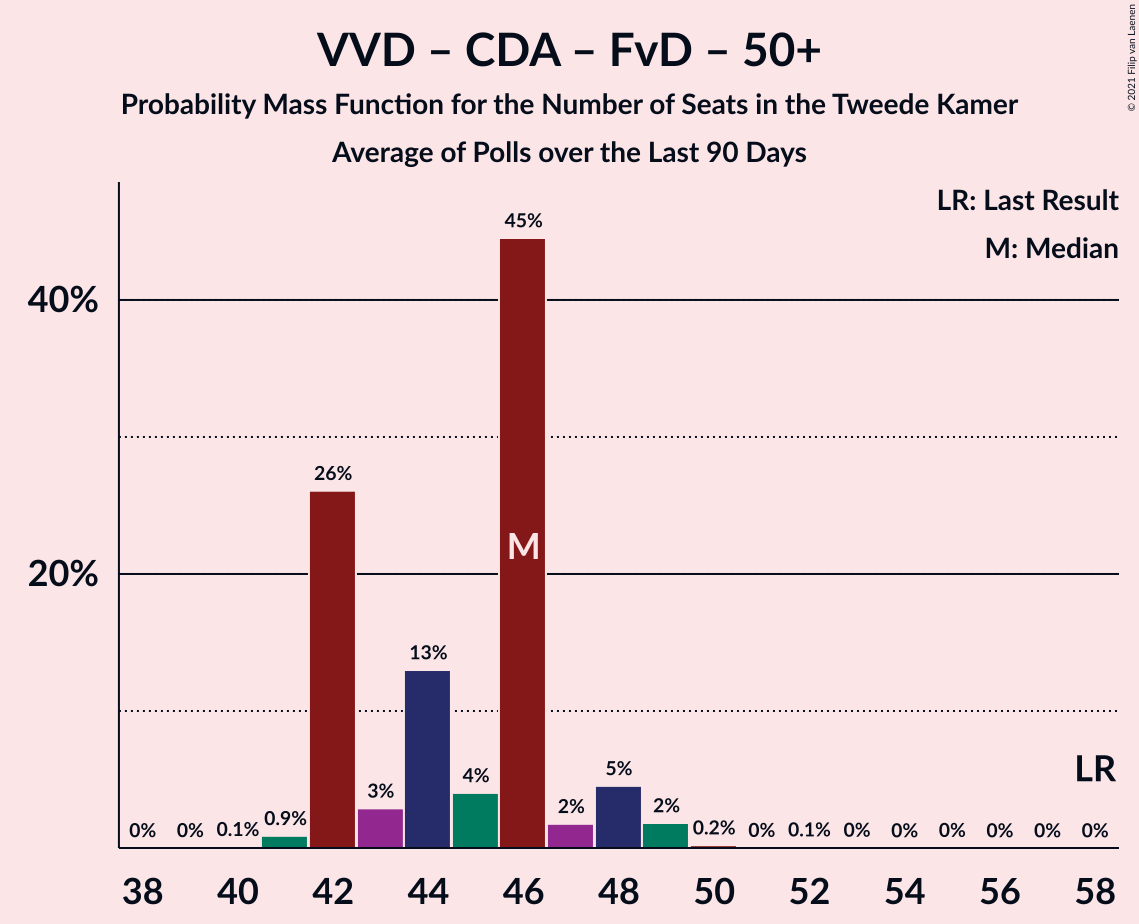 VVD – CDA – FvD – 50+
Probability Mass Function for the Number of Seats in the Tweede Kamer
Average of Polls over the Last 90 Days
© 2021 Filip van Laenen
LR: Last Result
M: Median
40%
20%
0% 0% 0.1% 0.9% 26% 3% 13% 4% 45% 2% 5% 2% 0.2% 0% 0.1% 0% 0% 0% 0% 0% 0%
M
LR
38 40 42 44 46 48 50 52 54 56 58